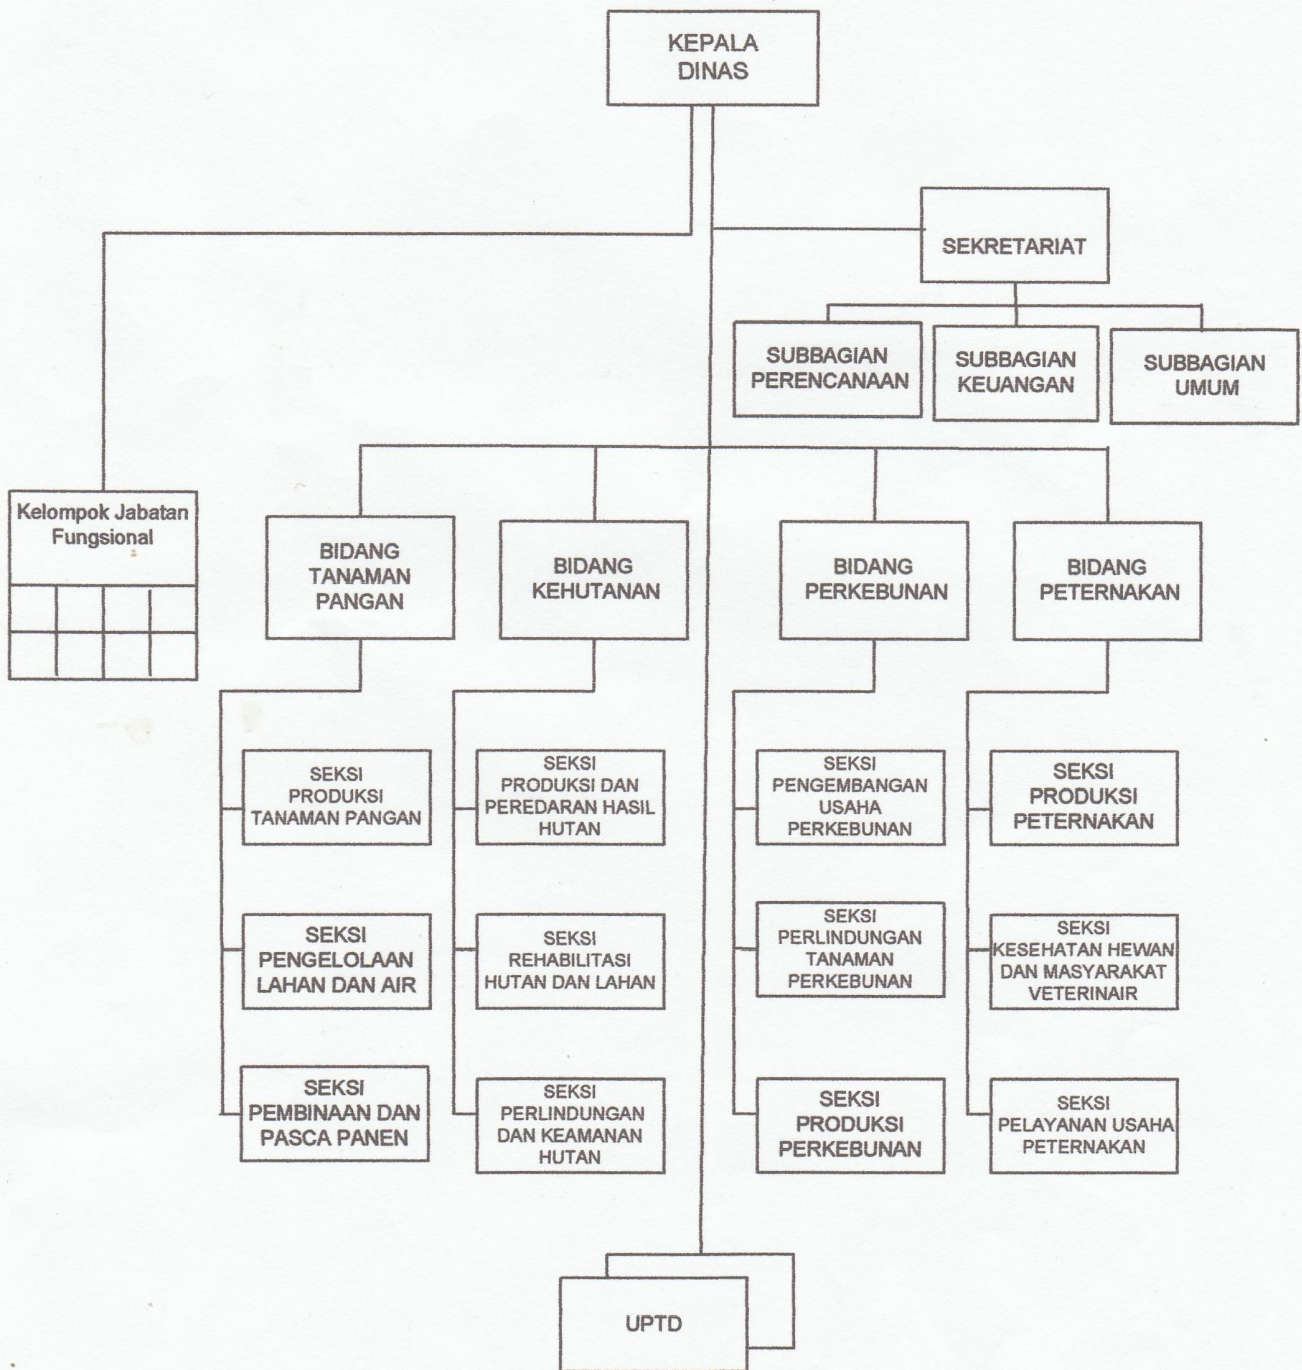 KEPALA
DINAS
SEKRETARIAT
SUBBAGIAN
PERENCANAAN
SUBBAGIAN
KEUANGAN
SUBBAGIAN
UMUM
Kelompok Jabatan
Fungsional
BIDANG
TANAMAN
PANGAN
BIDANG
KEHUTANAN
BIDANG
PERKEBUNAN
BIDANG
PETERNAKAN
SEKSI
PRODUKSI
TANAMAN PANGAN
SEKSI
PRODUKSI DAN
PEREDARAN HASIL
HUTAN
SEKSI
PENGEMBANGAN
USAHA
PERKEBUNAN
SEKSI
PRODUKSI
PETERNAKAN
SEKSI
PENGELOLAAN
LAHAN DAN AIR
SEKSI
REHABILITASI
HUTAN DAN LAHAN
SEKSI
PERLINDUNGAN
TANAMAN
PERKEBUNAN
SEKSI
KESEHATAN HEWAN
DAN MASYARAKAT
VETERINAIR
SEKSI
PEMBINAAN DAN
PASCA PANEN
SEKSI
PERLINDUNGAN
DAN KEAMANAN
HUTAN
SEKSI
PRODUKSI
PERKEBUNAN
SEKSI
PELAYANAN USAHA
PETERNAKAN
UPTD